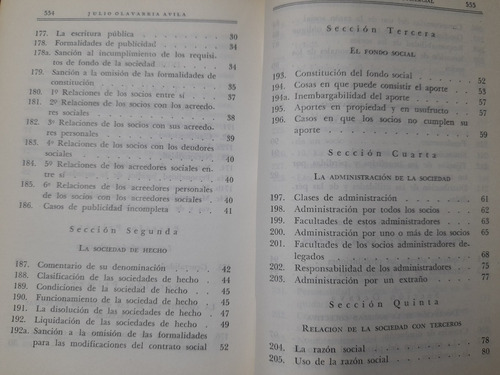 554 JULIO OLAVARRIA AVILA
177. La escritura pública 30
178. Formalidades de publicidad 34
178a. Sanción al incumplimiento de los requisitos de fondo de la sociedad 34
179. Sanción a la omisión de las formalidades de constitución 35
180. 1º Relaciones de los socios entre sí 37
181. 2º Relaciones de los socios con los acreedores sociales 38
182. 3º Relaciones de los socios con sus acreedores personales 39
183. 4º Relaciones de los socios con los deudores sociales 40
184. 5º Relaciones de los acreedores sociales entre sí 40
185. 6º Relaciones de los acreedores personales de los socios con los acreedores sociales 40
186. Casos de publicidad incompleta 41
Sección Segunda
LA SOCIEDAD DE HECHO
187. Comentario de su denominación 42
188. Clasificación de las sociedades de hecho 44
189. Condiciones de la sociedad de hecho 45
190. Funcionamiento de la sociedad de hecho 45
191. La disolución de las sociedades de hecho 47
192. Liquidación de las sociedades de hecho 49
192a. Sanción a la omisión de las formalidades para las modificaciones del contrato social 52
555
Sección Tercera
EL FONDO SOCIAL
193. Constitución del fondo social 52
194. Cosas en que puede consistir el aporte 53
194a. Inembargabilidad del aporte 56
195. Aportes en propiedad y en usufructo 57
196. Casos en que los socios no cumplen su aporte 59
Sección Cuarta
LA ADMINISTRACIÓN DE LA SOCIEDAD
197. Clases de administración 61
198. Administración por todos los socios 62
199. Facultades de estos administradores 63
200. Administración por uno o más de los socios 65
201. Facultades de los socios administradores delegados 68
202. Responsabilidad de los administradores 75
203. Administración por un extraño 77
Sección Quinta
RELACION DE LA SOCIEDAD CON TERCEROS
204. La razón social 78
205. Uso de la razón social 80